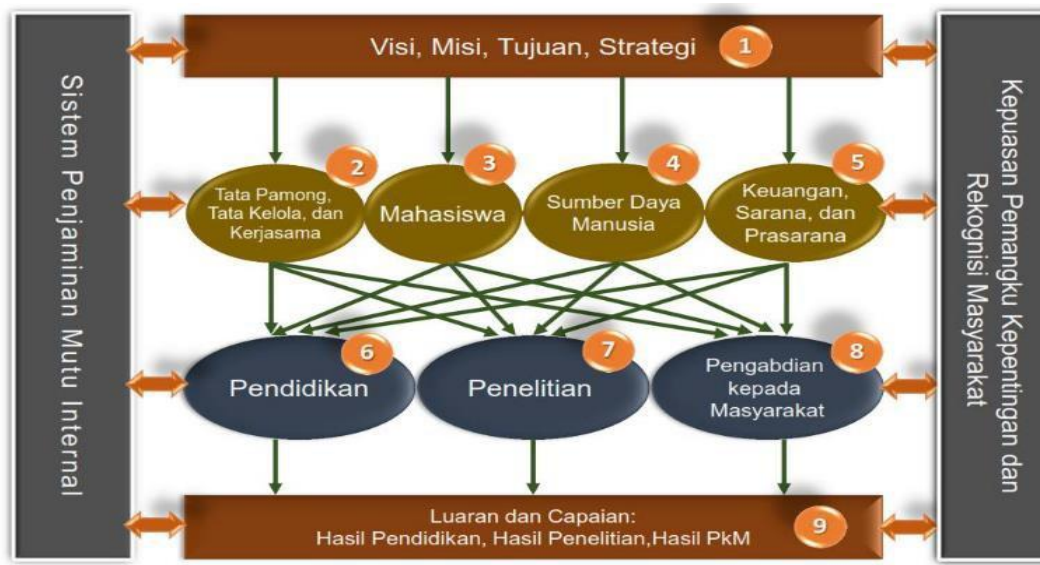 Sistem Penjaminan Mutu Internal
Visi, Misi, Tujuan, Strategi
1
2
Tata Pamong,
Tata Kelola, dan
Kerjasama
3
Mahasiswa
4
Sumber Daya
Manusia
5
Keuangan,
Sarana, dan
Prasarana
6
Pendidikan
7
Penelitian
8
Pengabdian
kepada
Masyarakat
Luaran dan Capaian:
Hasil Pendidikan, Hasil Penelitian,Hasil PkM
9
Kepuasan Pemangku Kepentingan dan
Rekognisi Masyarakat